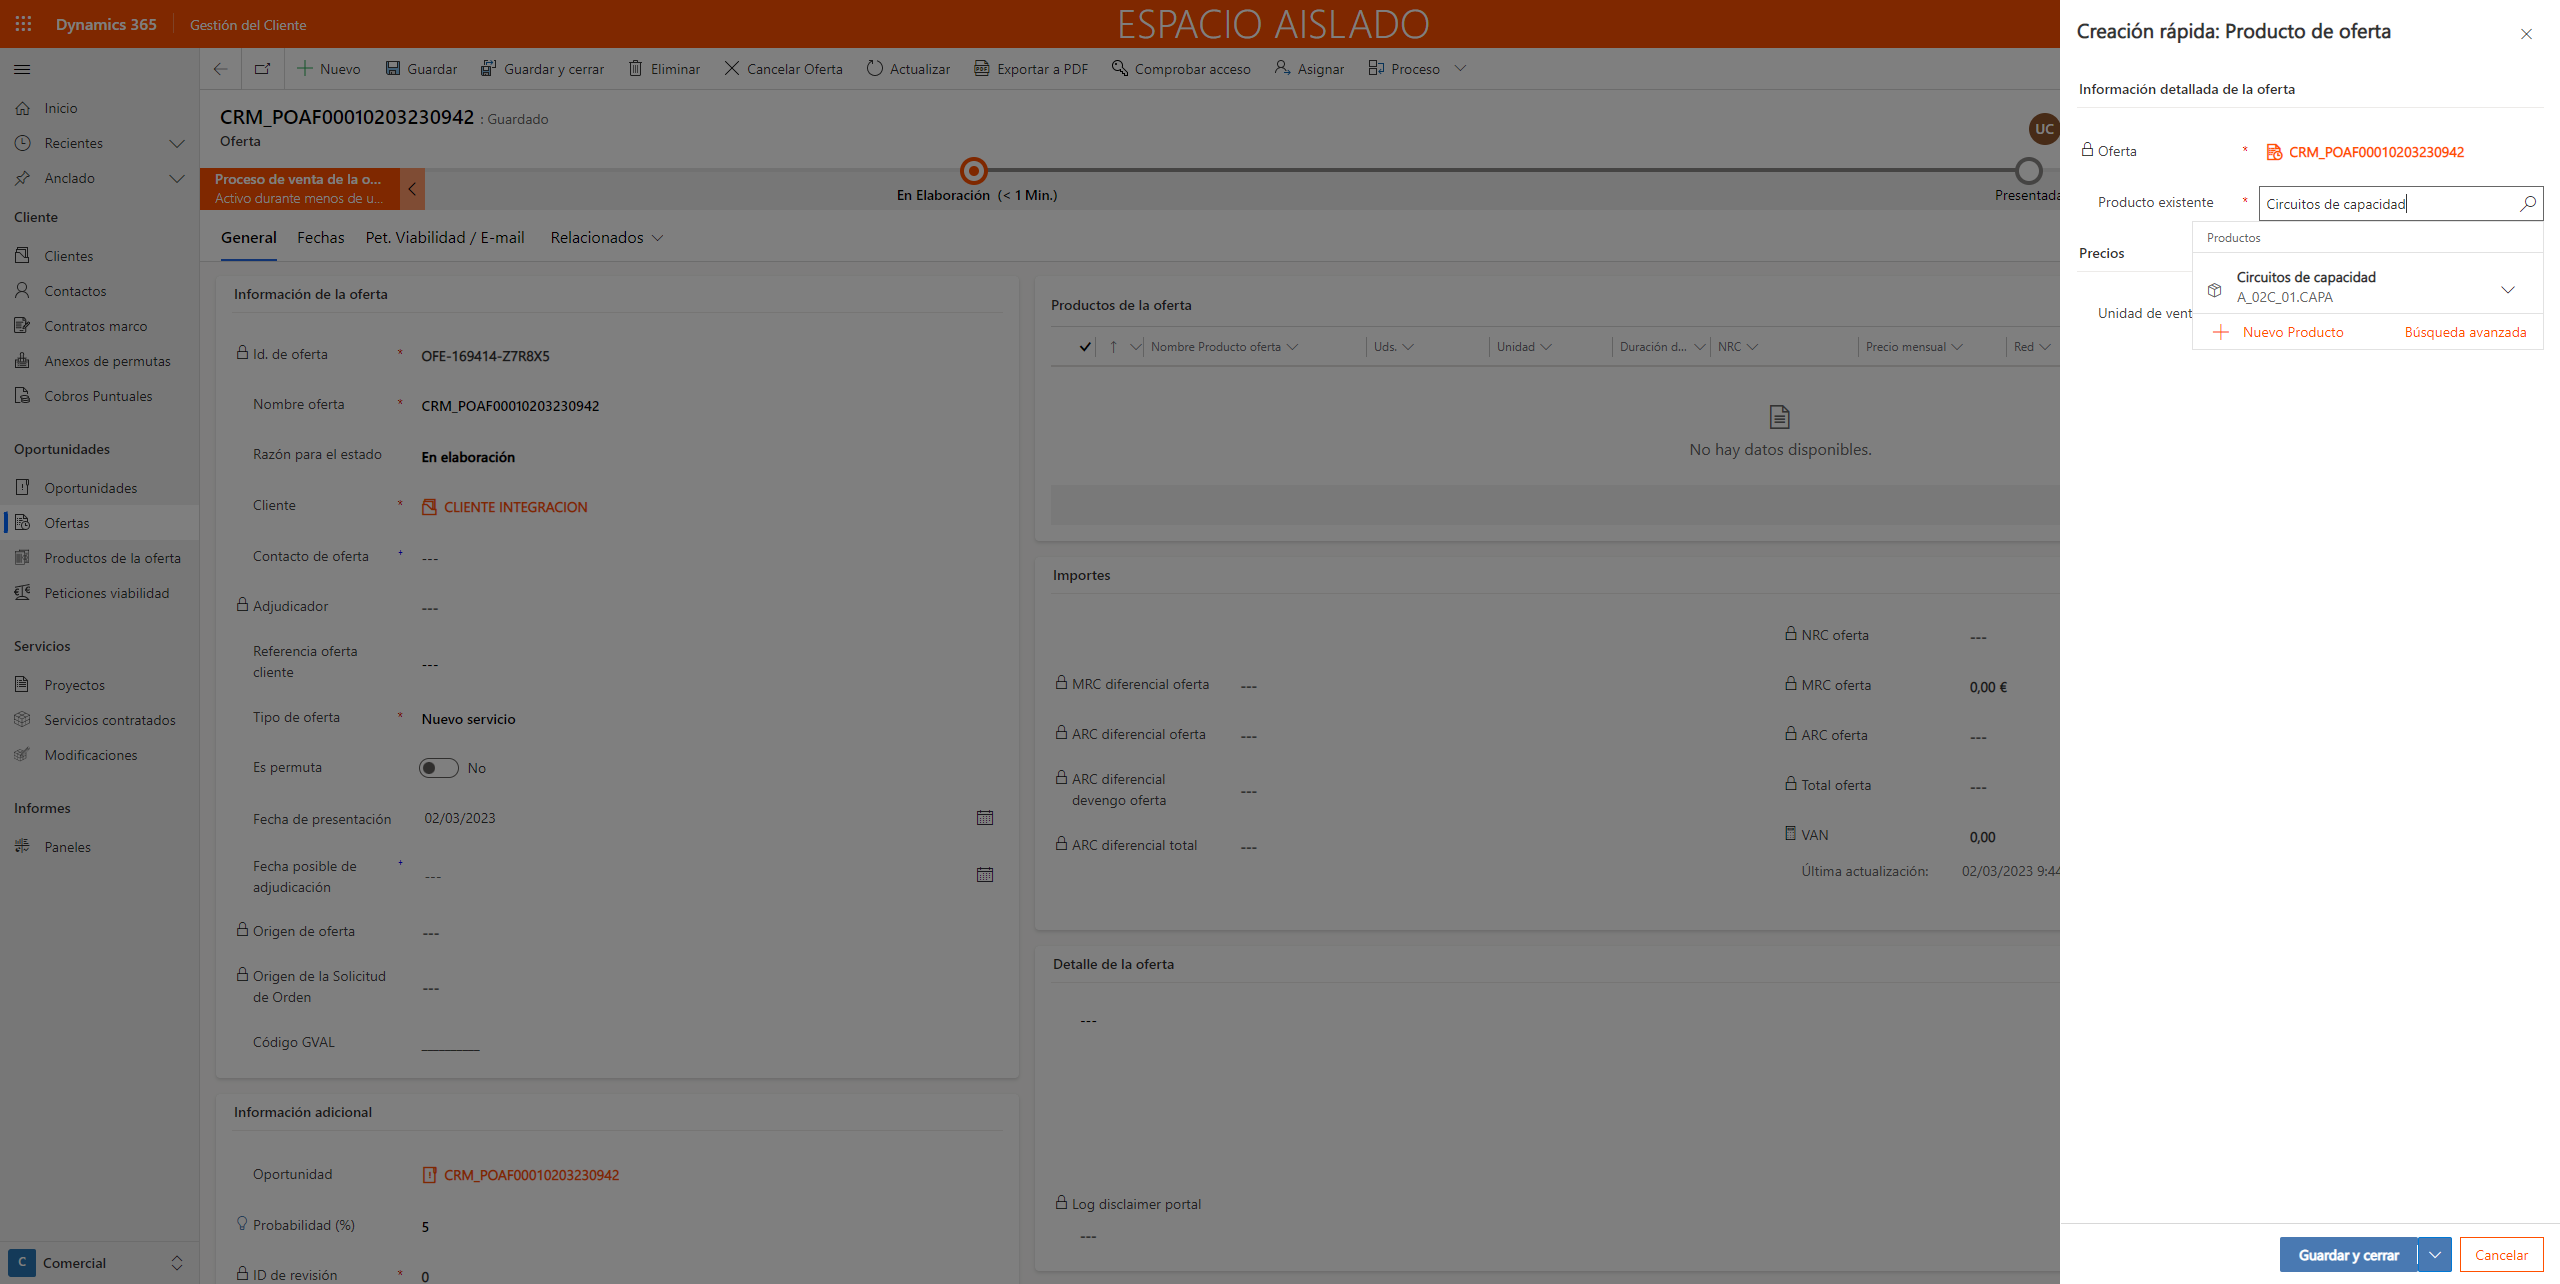 Dynamics 365
Gestión del Cliente
ESPACIO AISLADO
Nuevo
Guardar
Guardar y cerrar
Eliminar
Cancelar Oferta
Actualizar
Exportar a PDF
Comprobar acceso
Asignar
Proceso
Inicio
Recientes
Anclado
Cliente
Clientes
Contactos
Contratos marco
Anexos de permutas
Cobros Puntuales
Oportunidades
Oportunidades
Ofertas
Productos de la oferta
Peticiones viabilidad
Servicios
Proyectos
Servicios contratados
Modificaciones
Informes
Paneles
C Comercial
CRM_POAF00010203230942 : Guardado
Oferta
UC
Proceso de venta de la o...
Activo durante menos de u...
En Elaboración (< 1 Min.)
Presentada
General
Fechas
Pet. Viabilidad / E-mail
Relacionados
Información de la oferta
Id. de oferta * OFE-169414-Z7R8X5
Nombre oferta * CRM_POAF00010203230942
Razón para el estado En elaboración
Cliente * CLIENTE INTEGRACION
Contacto de oferta + ---
Adjudicador ---
Referencia oferta
cliente ---
Tipo de oferta * Nuevo servicio
Es permuta No
Fecha de presentación 02/03/2023
Fecha posible de
adjudicación + ---
Origen de oferta ---
Origen de la Solicitud
de Orden ---
Código GVAL __________
Información adicional
Oportunidad CRM_POAF00010203230942
Probabilidad (%) 5
ID de revisión * 0
Productos de la oferta
Nombre Producto oferta
Uds.
Unidad
Duración d...
NRC
Precio mensual
Red
No hay datos disponibles.
Importes
NRC oferta ---
MRC diferencial oferta ---
MRC oferta 0,00 €
ARC diferencial oferta ---
ARC oferta ---
ARC diferencial
devengo oferta ---
Total oferta ---
ARC diferencial total ---
VAN 0,00
Última actualización: 02/03/2023 9:44
Detalle de la oferta
---
Log disclaimer portal
---
Creación rápida: Producto de oferta
Información detallada de la oferta
Oferta * CRM_POAF00010203230942
Producto existente * Circuitos de capacidad
Productos
Precios
Circuitos de capacidad
A_02C_01.CAPA
Unidad de vent
Nuevo Producto
Búsqueda avanzada
Guardar y cerrar
Cancelar